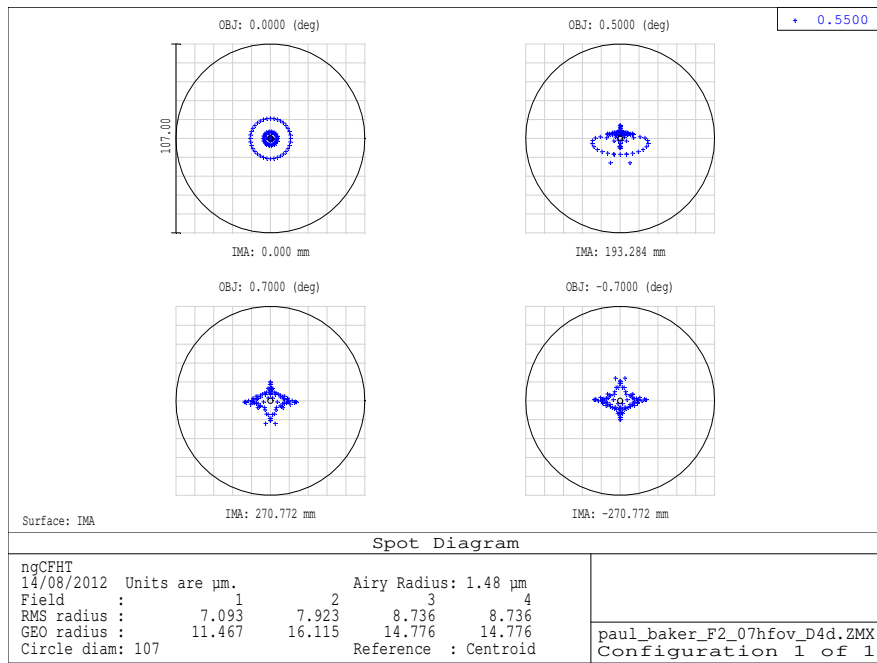 + 0.5500
OBJ: 0.0000 (deg)
OBJ: 0.5000 (deg)
107.00
IMA: 0.000 mm
IMA: 193.284 mm
OBJ: 0.7000 (deg)
OBJ: -0.7000 (deg)
IMA: 270.772 mm
IMA: -270.772 mm
Surface: IMA
Spot Diagram
ngCFHT
14/08/2012 Units are µm. Airy Radius: 1.48 µm
Field : 1 2 3 4
RMS radius : 7.093 7.923 8.736 8.736
GEO radius : 11.467 16.115 14.776 14.776
Circle diam: 107 Reference : Centroid
paul_baker_F2_07hfov_D4d.ZMX
Configuration 1 of 1